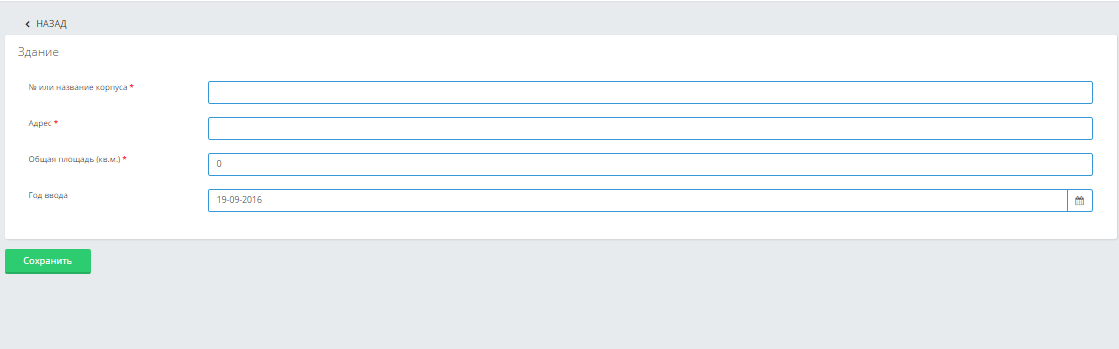 НАЗАД
Здание
№ или название корпуса *
Адрес *
Общая площадь (кв.м.) *
0
Год ввода
19-09-2016
Сохранить